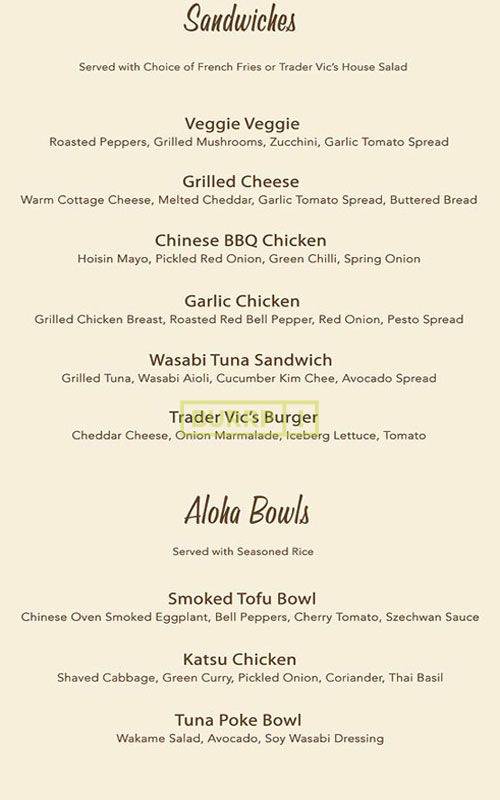 Sandwiches
Served with Choice of French Fries or Trader Vic's House Salad
Veggie Veggie
Roasted Peppers, Grilled Mushrooms, Zucchini, Garlic Tomato Spread
Grilled Cheese
Warm Cottage Cheese, Melted Cheddar, Garlic Tomato Spread, Buttered Bread
Chinese BBQ Chicken
Hoisin Mayo, Pickled Red Onion, Green Chilli, Spring Onion
Garlic Chicken
Grilled Chicken Breast, Roasted Red Bell Pepper, Red Onion, Pesto Spread
Wasabi Tuna Sandwich
Grilled Tuna, Wasabi Aioli, Cucumber Kim Chee, Avocado Spread
Trader Vic's Burger
Cheddar Cheese, Onion Marmalade, Iceberg Lettuce, Tomato
Aloha Bowls
Served with Seasoned Rice
Smoked Tofu Bowl
Chinese Oven Smoked Eggplant, Bell Peppers, Cherry Tomato, Szechwan Sauce
Katsu Chicken
Shaved Cabbage, Green Curry, Pickled Onion, Coriander, Thai Basil
Tuna Poke Bowl
Wakame Salad, Avocado, Soy Wasabi Dressing